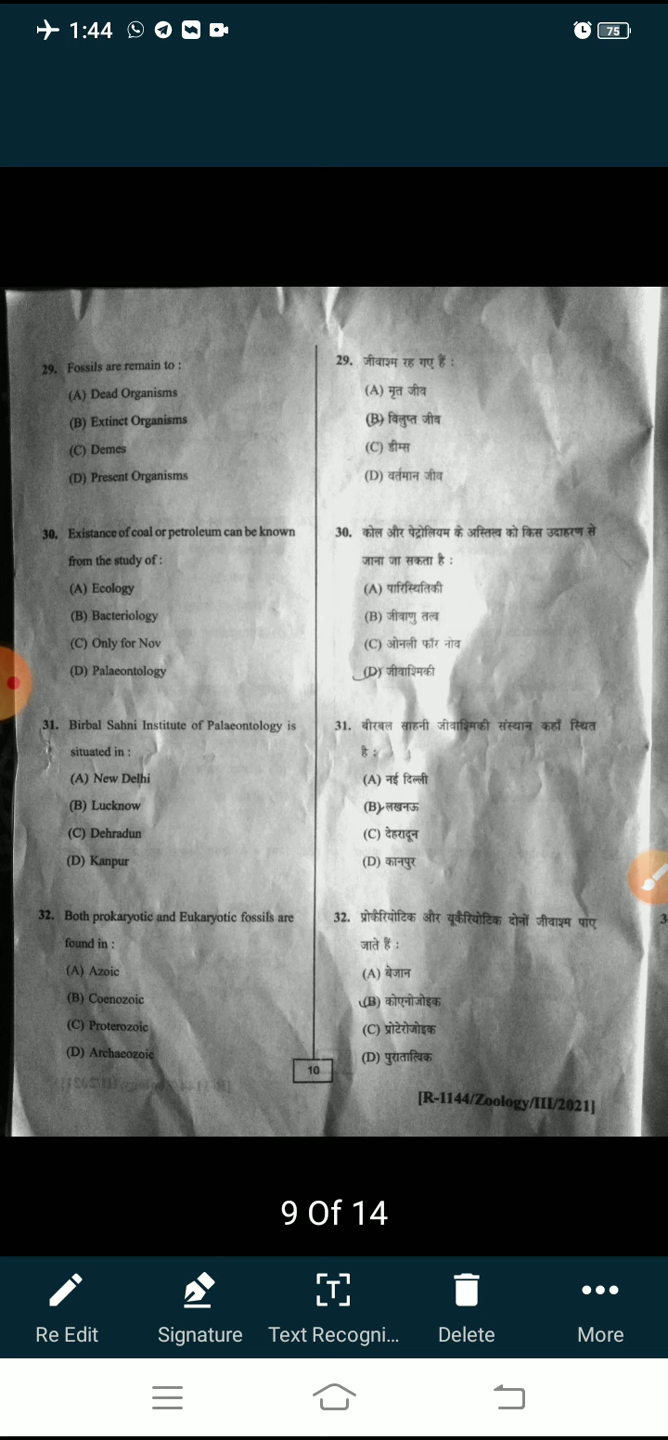 1:44
75
29. Fossils are remain to :
(A) Dead Organisms
(B) Extinct Organisms
(C) Demes
(D) Present Organisms
30. Existance of coal or petroleum can be known
from the study of :
(A) Ecology
(B) Bacteriology
(C) Only for Nov
(D) Palaeontology
31. Birbal Sahni Institute of Palaeontology is
situated in :
(A) New Delhi
(B) Lucknow
(C) Dehradun
(D) Kanpur
32. Both prokaryotic and Eukaryotic fossils are
found in :
(A) Azoic
(B) Coenozoic
(C) Proterozoic
(D) Archaeozoic
29. जीवाश्म रह गए हैं :
(A) मृत जीव
(B) विलुप्त जीव
(C) डीम्स
(D) वर्तमान जीव
30. कोल और पेट्रोलियम के अस्तित्व को किस उदाहरण से
जाना जा सकता है :
(A) पारिस्थितिकी
(B) जीवाणु तत्व
(C) ओनली फॉर नोव
(D) जीवाश्मिकी
31. बीरबल साहनी जीवाश्मिकी संस्थान कहाँ स्थित
है :
(A) नई दिल्ली
(B) लखनऊ
(C) देहरादून
(D) कानपुर
32. प्रोकैरियोटिक और यूकैरियोटिक दोनों जीवाश्म पाए
जाते हैं :
(A) बेजान
(B) कोएनोजोइक
(C) प्रोटेरोजोइक
(D) पुरातात्विक
3
10
[R-1144/Zoology/III/2021]
9 Of 14
Re Edit Signature Text Recogni... Delete More